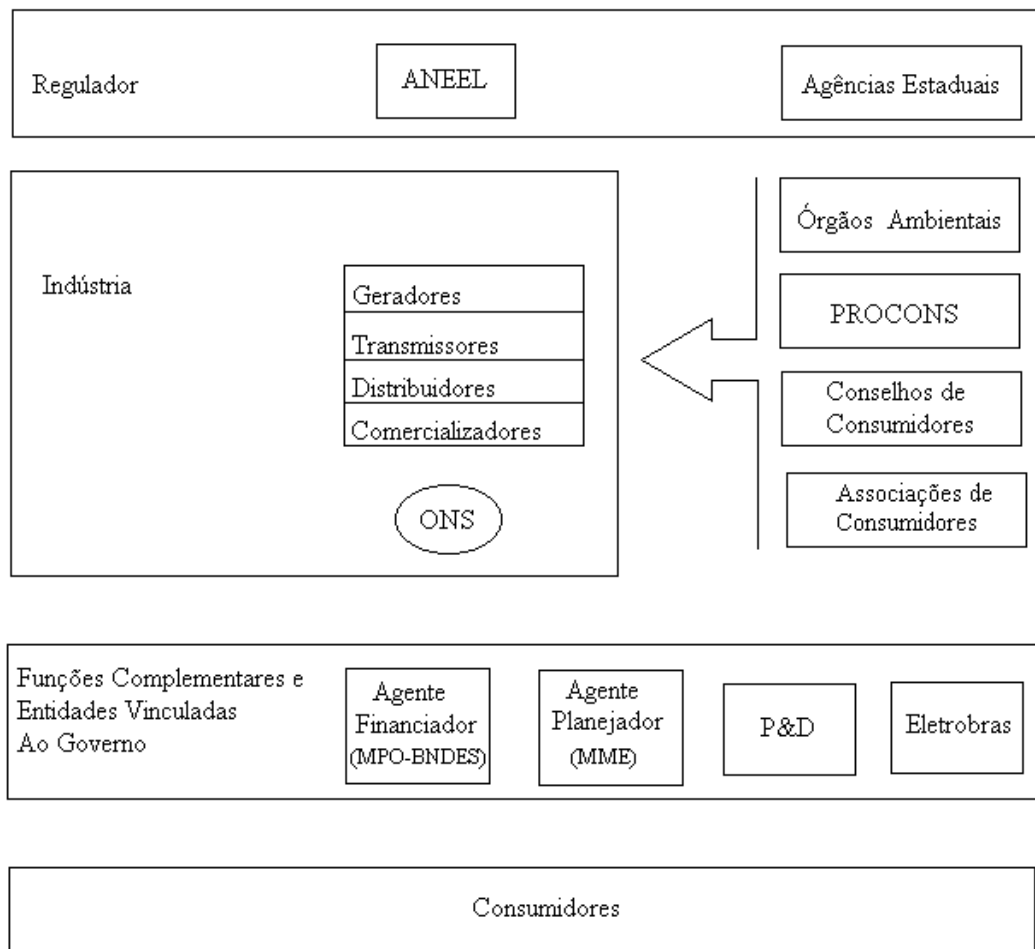 Regulador
ANEEL
Agências Estaduais
Indústria
Geradores
Transmissores
Distribuidores
Comercializadores
ONS
Órgãos Ambientais
PROCONS
Conselhos de
Consumidores
Associações de
Consumidores
Funções Complementares e
Entidades Vinculadas
Ao Governo
Agente
Financiador
(MPO-BNDES)
Agente
Planejador
(MME)
P&D
Eletrobras
Consumidores